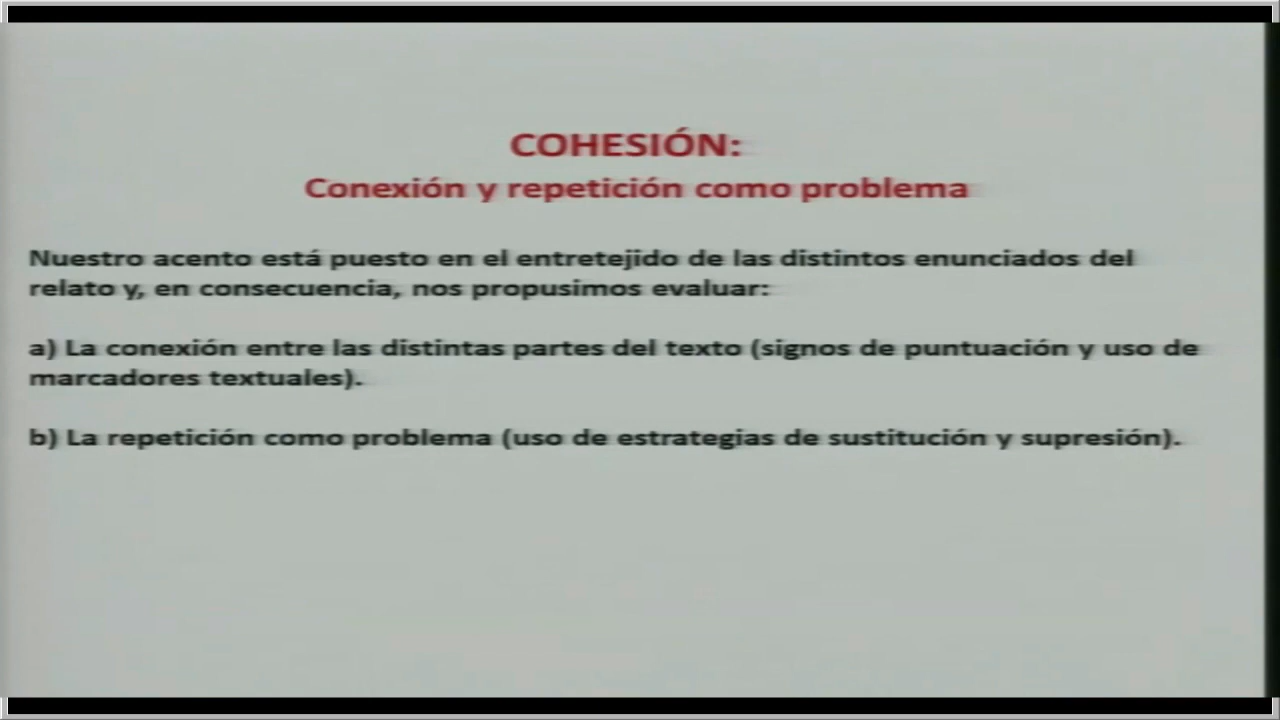 COHESIÓN:
Conexión y repetición como problema
Nuestro acento está puesto en el entretejido de las distintos enunciados del
relato y, en consecuencia, nos propusimos evaluar:
a) La conexión entre las distintas partes del texto (signos de puntuación y uso de
marcadores textuales).
b) La repetición como problema (uso de estrategias de sustitución y supresión).